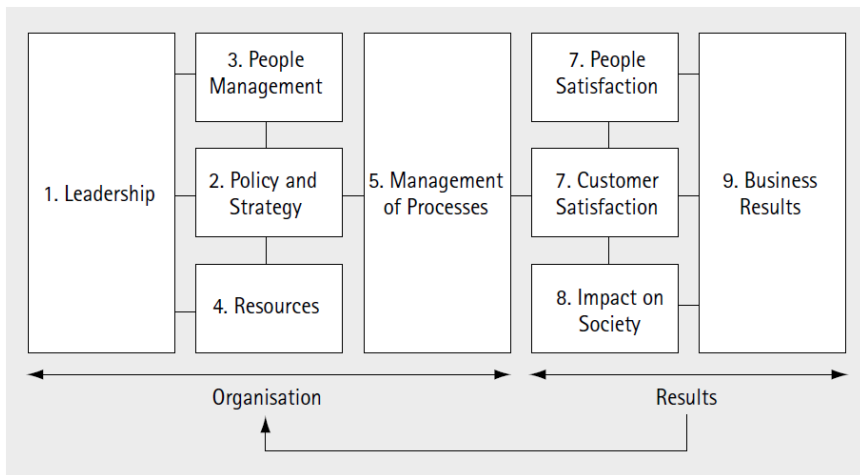 1. Leadership
3. People
Management
2. Policy and
Strategy
4. Resources
5. Management
of Processes
7. People
Satisfaction
7. Customer
Satisfaction
8. Impact on
Society
9. Business
Results
Organisation
Results